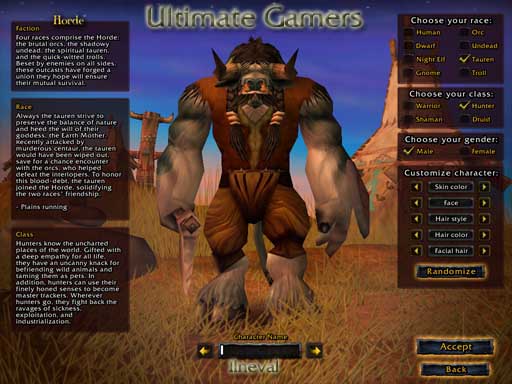 Ultimate Gamers
Horde
Faction
Four races comprise the Horde:
the brutal orcs, the shadowy
undead, the spiritual tauren,
and the quick-witted trolls.
Beset by enemies on all sides,
these outcasts have forged a
union they hope will ensure
their mutual survival.
Race
Always the tauren strive to
preserve the balance of nature
and heed the will of their
goddess, the Earth Mother.
Recently attacked by
murderous centaur, the tauren
would have been wiped out,
save for a chance encounter
with the orcs, who helped
defeat the interlopers. To honor
this blood-debt, the tauren
joined the Horde, solidifying
the two races' friendship.
- Plains running
Class
Hunters know the uncharted
places of the world. Gifted with
a deep empathy for all life,
they have an uncanny knack for
befriending wild animals and
taming them as pets. In
addition, hunters can use their
finely honed senses to become
master trackers. Wherever
hunters go, they fight back the
ravages of sickness,
exploitation, and
industrialization.
Choose your race:
Human Orc
Dwarf Undead
Night Elf Tauren
Gnome Troll
Choose your class:
Warrior Hunter
Shaman Druid
Choose your gender:
Male Female
Customize character:
Skin color
Face
Hair style
Hair color
Facial hair
Randomize
Character Name
Ineval
Accept
Back